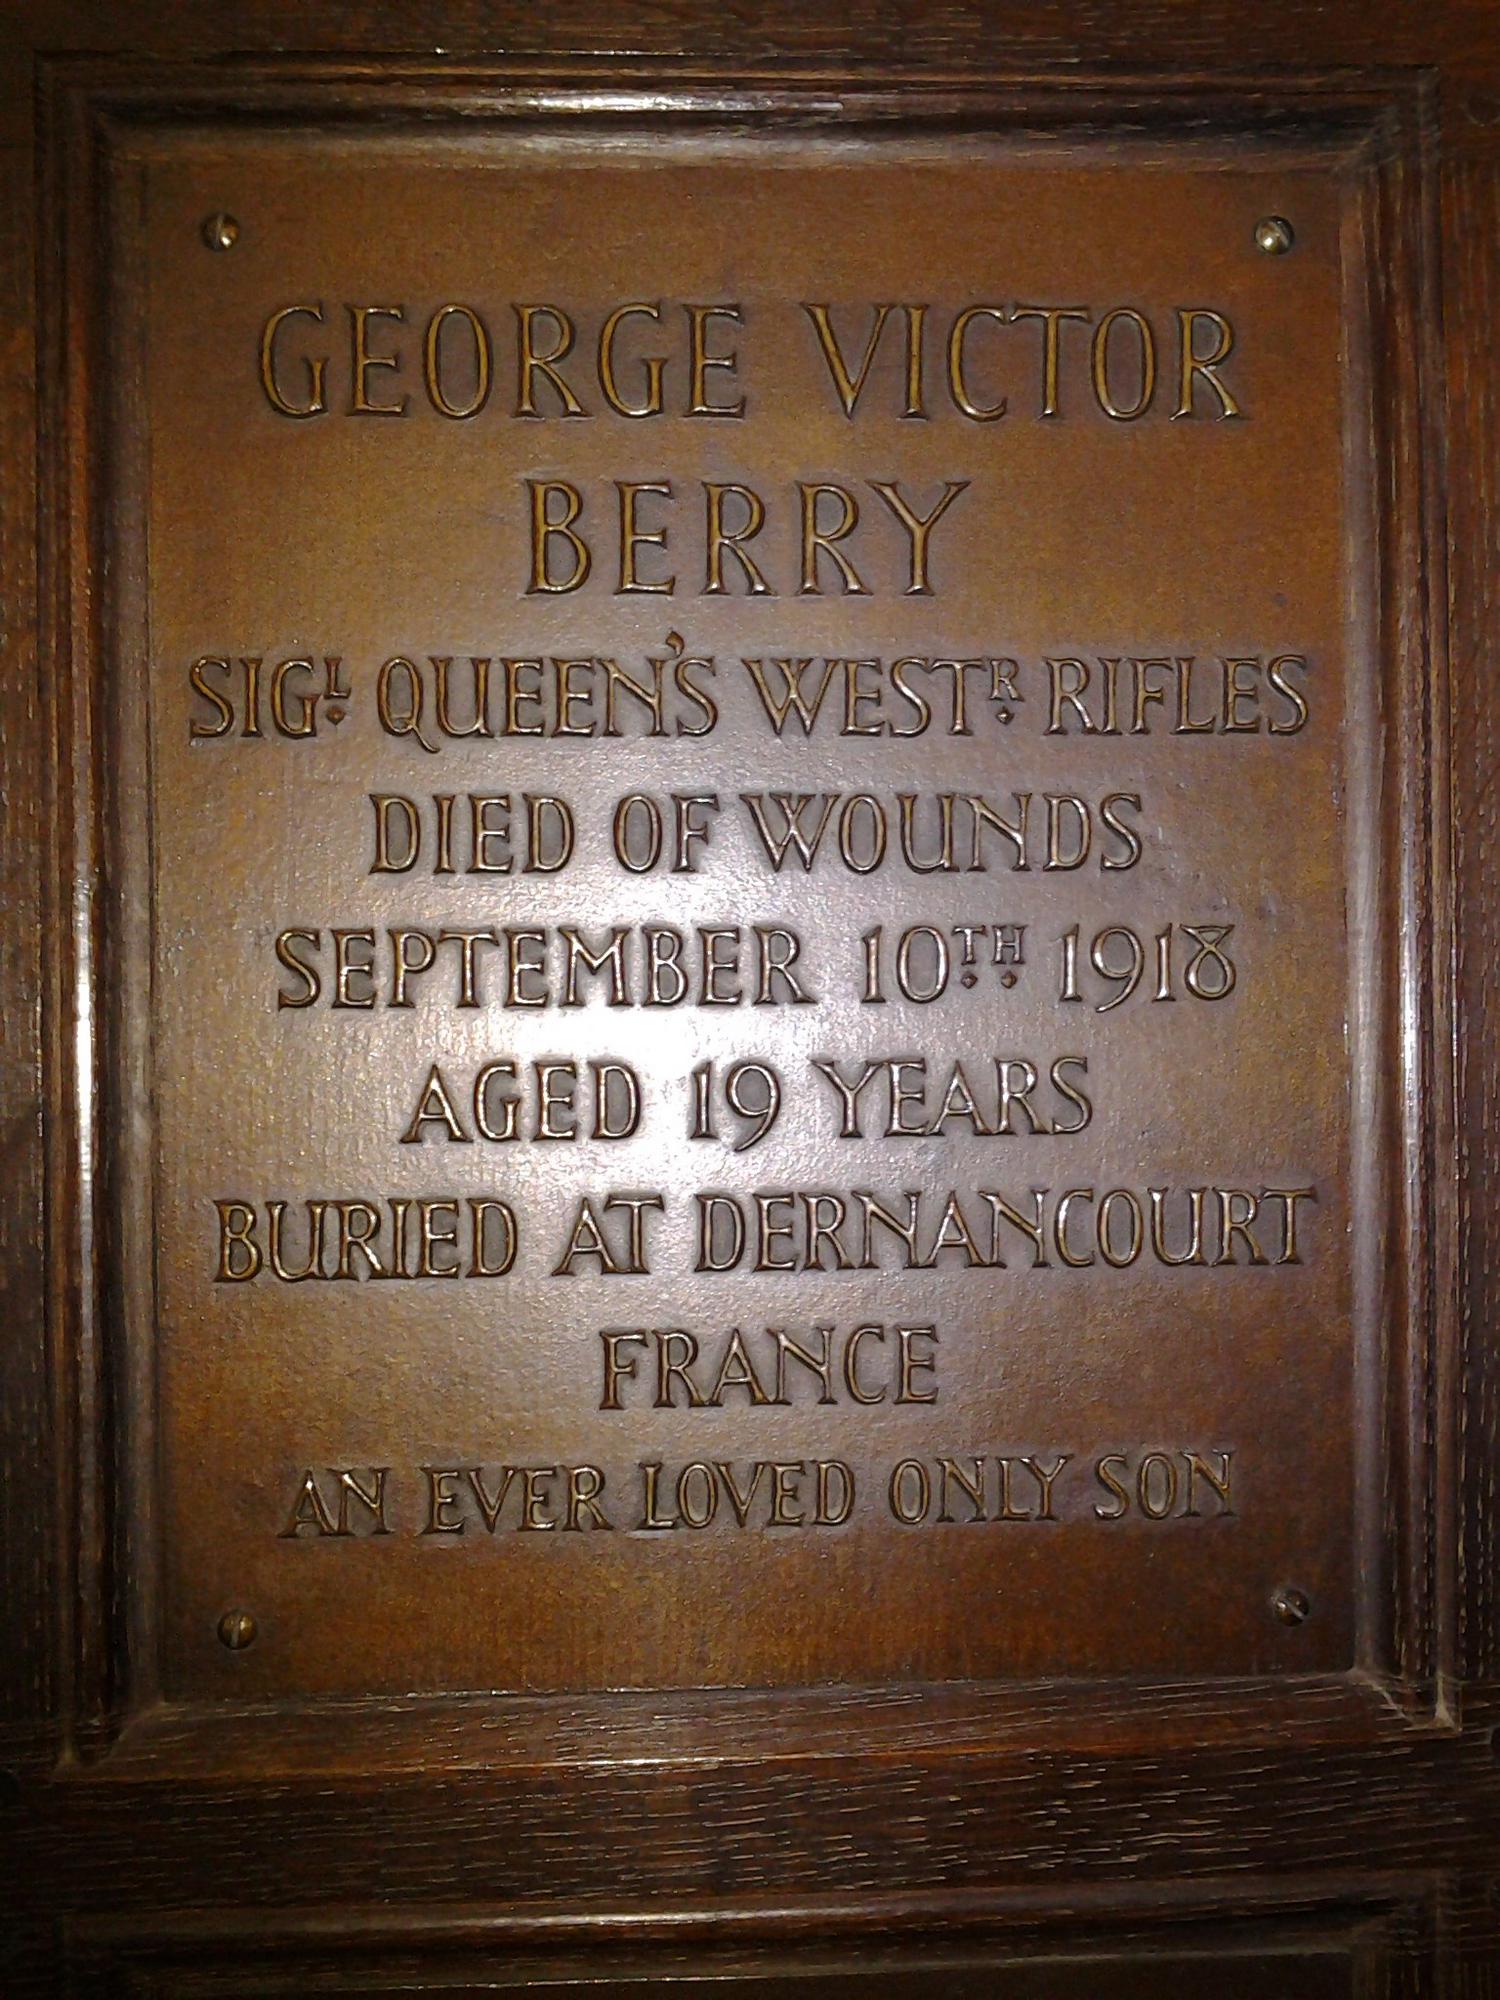 GEORGE VICTOR
BERRY
SIGL QUEEN'S WESTR RIFLES
DIED OF WOUNDS
SEPTEMBER 10TH 1918
AGED 19 YEARS
BURIED AT DERNANCOURT
FRANCE
AN EVER LOVED ONLY SON